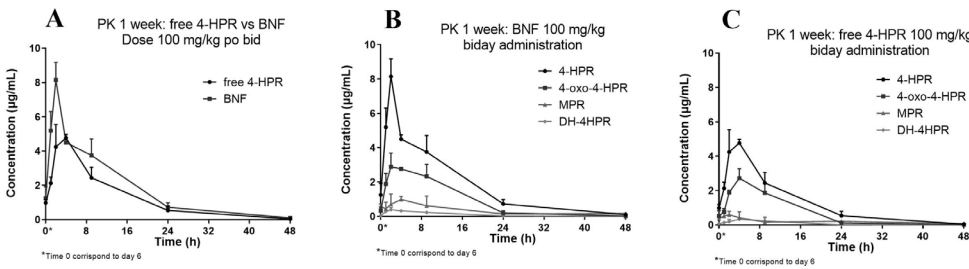 A
PK 1 week: free 4-HPR vs BNF
Dose 100 mg/kg po bid
Concentration (μg/mL)
10
8
6
4
2
0
free 4-HPR
BNF
0* 8 16 24 32 40 48
Time (h)
*Time 0 correspond to day 6
B
PK 1 week: BNF 100 mg/kg
biday administration
Concentration (μg/mL)
10
8
6
4
2
0
4-HPR
4-oxo-4-HPR
MPR
DH-4HPR
0* 8 16 24 32 40 48
Time (h)
*Time 0 correspond to day 6
C
PK 1 week: free 4-HPR 100 mg/kg
biday administration
Concentration (μg/mL)
10
8
6
4
2
0
4-HPR
4-oxo-4-HPR
MPR
DH-4HPR
0* 8 16 24 32 40 48
Time (h)
*Time 0 correspond to day 6